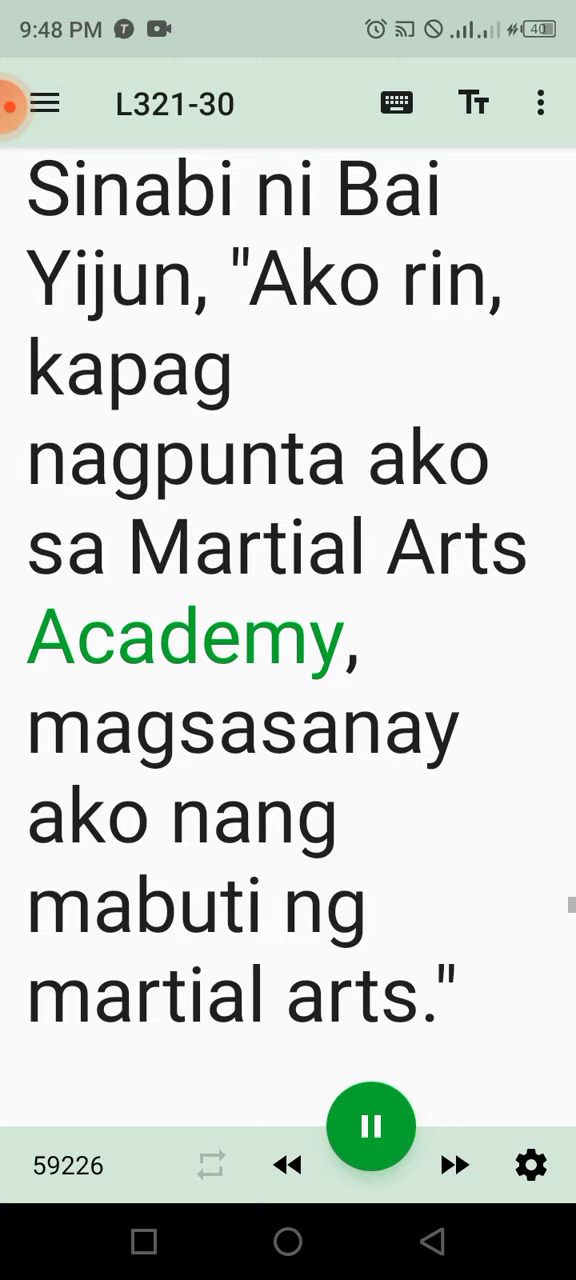 9:48 PM
40
L321-30
Sinabi ni Bai
Yijun, "Ako rin,
kapag
nagpunta ako
sa Martial Arts
Academy,
magsasanay
ako nang
mabuti ng
martial arts."
59226